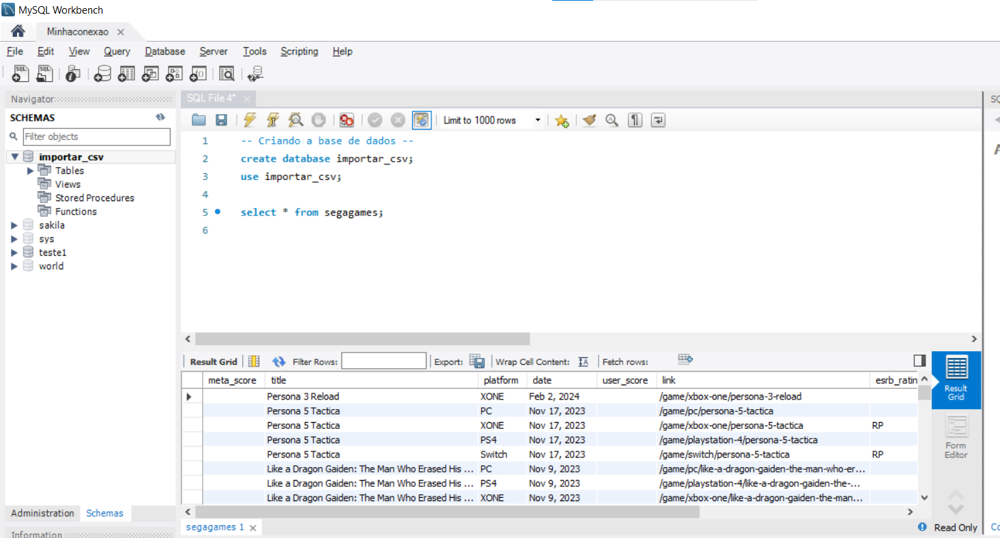 MySQL Workbench
Minhaconexao
File Edit View Query Database Server Tools Scripting Help
Navigator
SCHEMAS
Filter objects
importar_csv
Tables
Views
Stored Procedures
Functions
sakila
sys
teste1
world
Administration Schemas
Information
SQL File 4*
Limit to 1000 rows
1 -- Criando a base de dados --
2 create database importar_csv;
3 use importar_csv;
4
5 select * from segagames;
6
Result Grid Filter Rows: Export: Wrap Cell Content: Fetch rows:
meta_score title platform date user_score link esrb_ratin
Persona 3 Reload XONE Feb 2, 2024 /game/xbox-one/persona-3-reload
Persona 5 Tactica PC Nov 17, 2023 /game/pc/persona-5-tactica
Persona 5 Tactica XONE Nov 17, 2023 /game/xbox-one/persona-5-tactica RP
Persona 5 Tactica PS4 Nov 17, 2023 /game/playstation-4/persona-5-tactica
Persona 5 Tactica Switch Nov 17, 2023 /game/switch/persona-5-tactica RP
Like a Dragon Gaiden: The Man Who Erased His ... PC Nov 9, 2023 /game/pc/like-a-dragon-gaiden-the-man-who-er...
Like a Dragon Gaiden: The Man Who Erased His ... PS4 Nov 9, 2023 /game/playstation-4/like-a-dragon-gaiden-the-...
Like a Dragon Gaiden: The Man Who Erased His ... XONE Nov 9, 2023 /game/xbox-one/like-a-dragon-gaiden-the-man...
Result
Grid
Form
Editor
segagames 1
Read Only